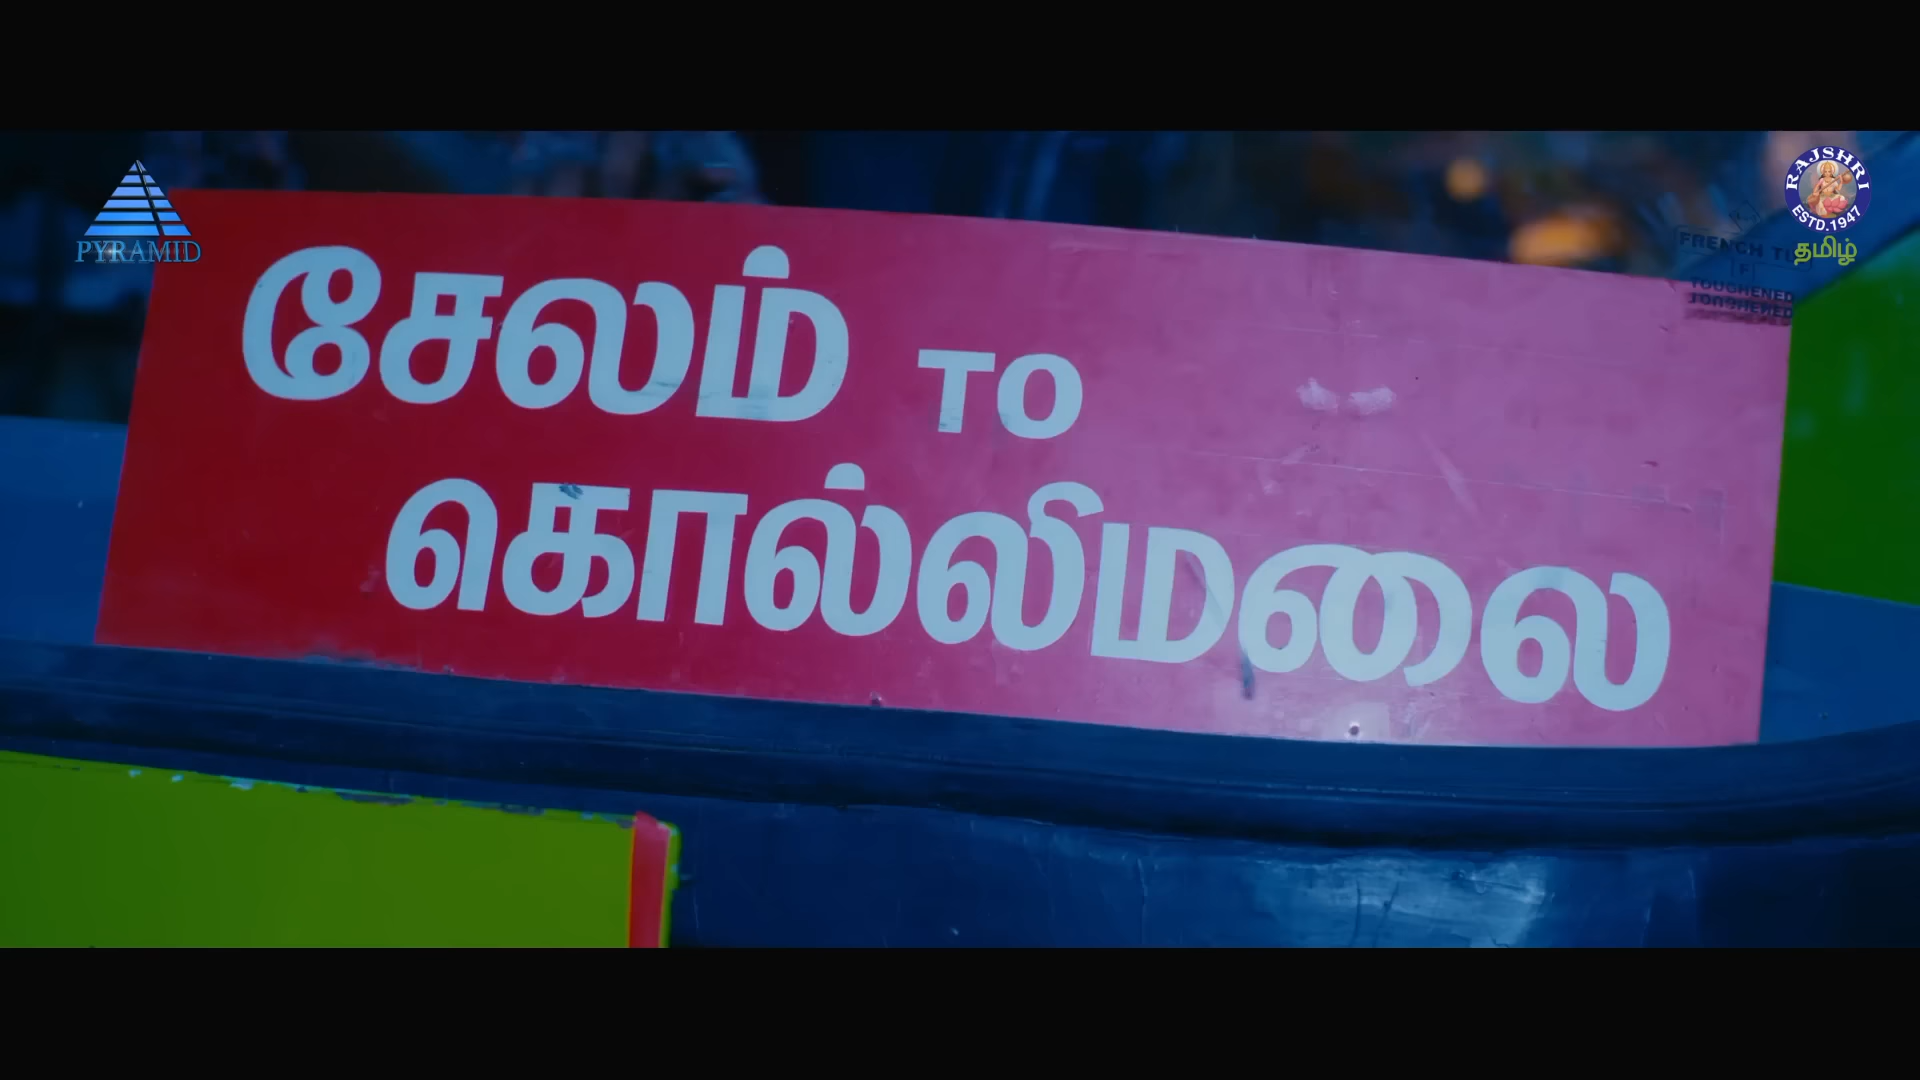 PYRAMID
RAJSHRI
ESTD.1947
தமிழ்
சேலம் TO
கொல்லிமலை
FRENCH
F
TOUGHENED